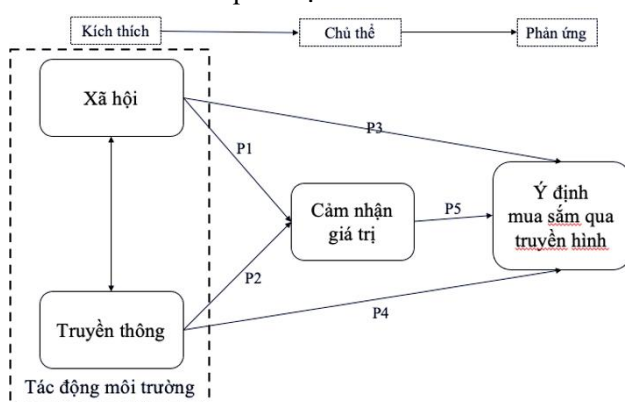 Kích thích
Chủ thể
Phản ứng
Xã hội
P3
P1
Cảm nhận
giá trị
P5
Ý định
mua sắm qua
truyền hình
P2
Truyền thông
P4
Tác động môi trường